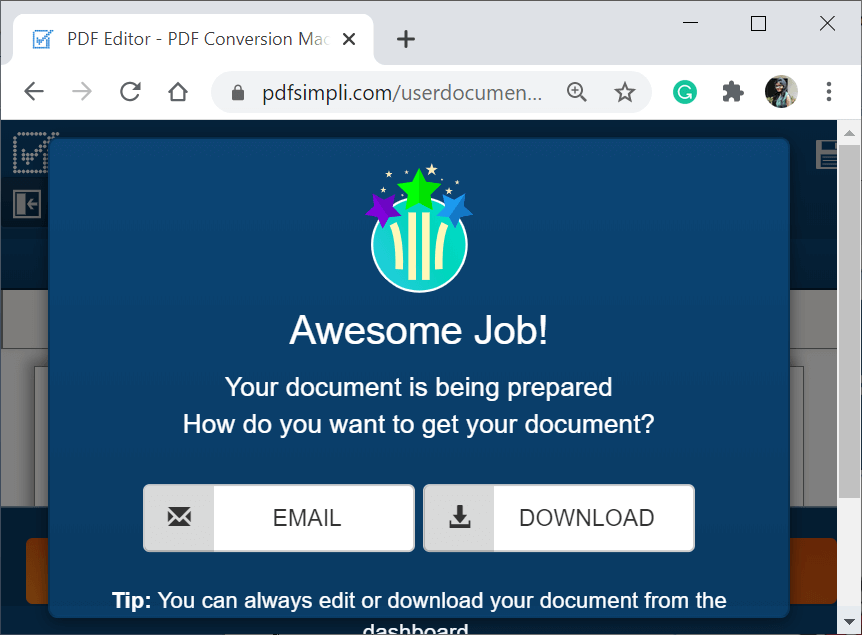 PDF Editor - PDF Conversion Mac
pdfsimpli.com/userdocumen...
Awesome Job!
Your document is being prepared
How do you want to get your document?
EMAIL
DOWNLOAD
Tip: You can always edit or download your document from the
dashboard